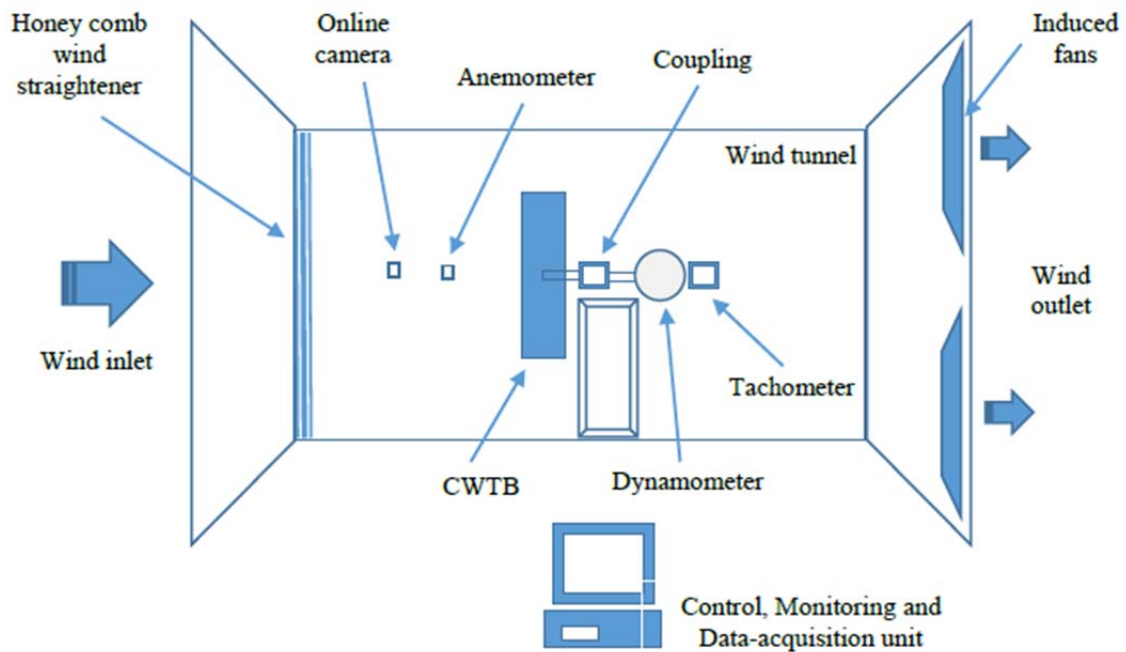 Honey comb
wind
straightener
Online
camera
Anemometer
Coupling
Induced
fans
Wind tunnel
Wind inlet
Wind
outlet
Tachometer
CWTB
Dynamometer
Control, Monitoring and
Data-acquisition unit